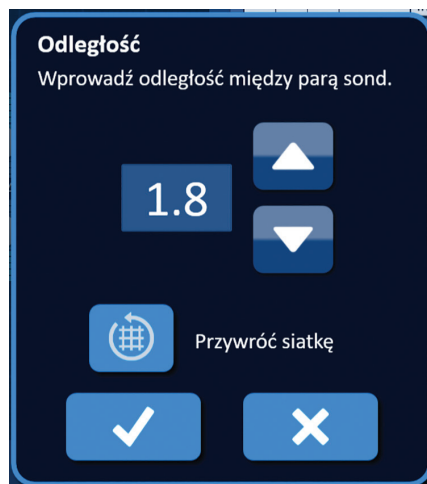 Odległość
Wprowadź odległość między parą sond.
1.8
Przywróć siatkę